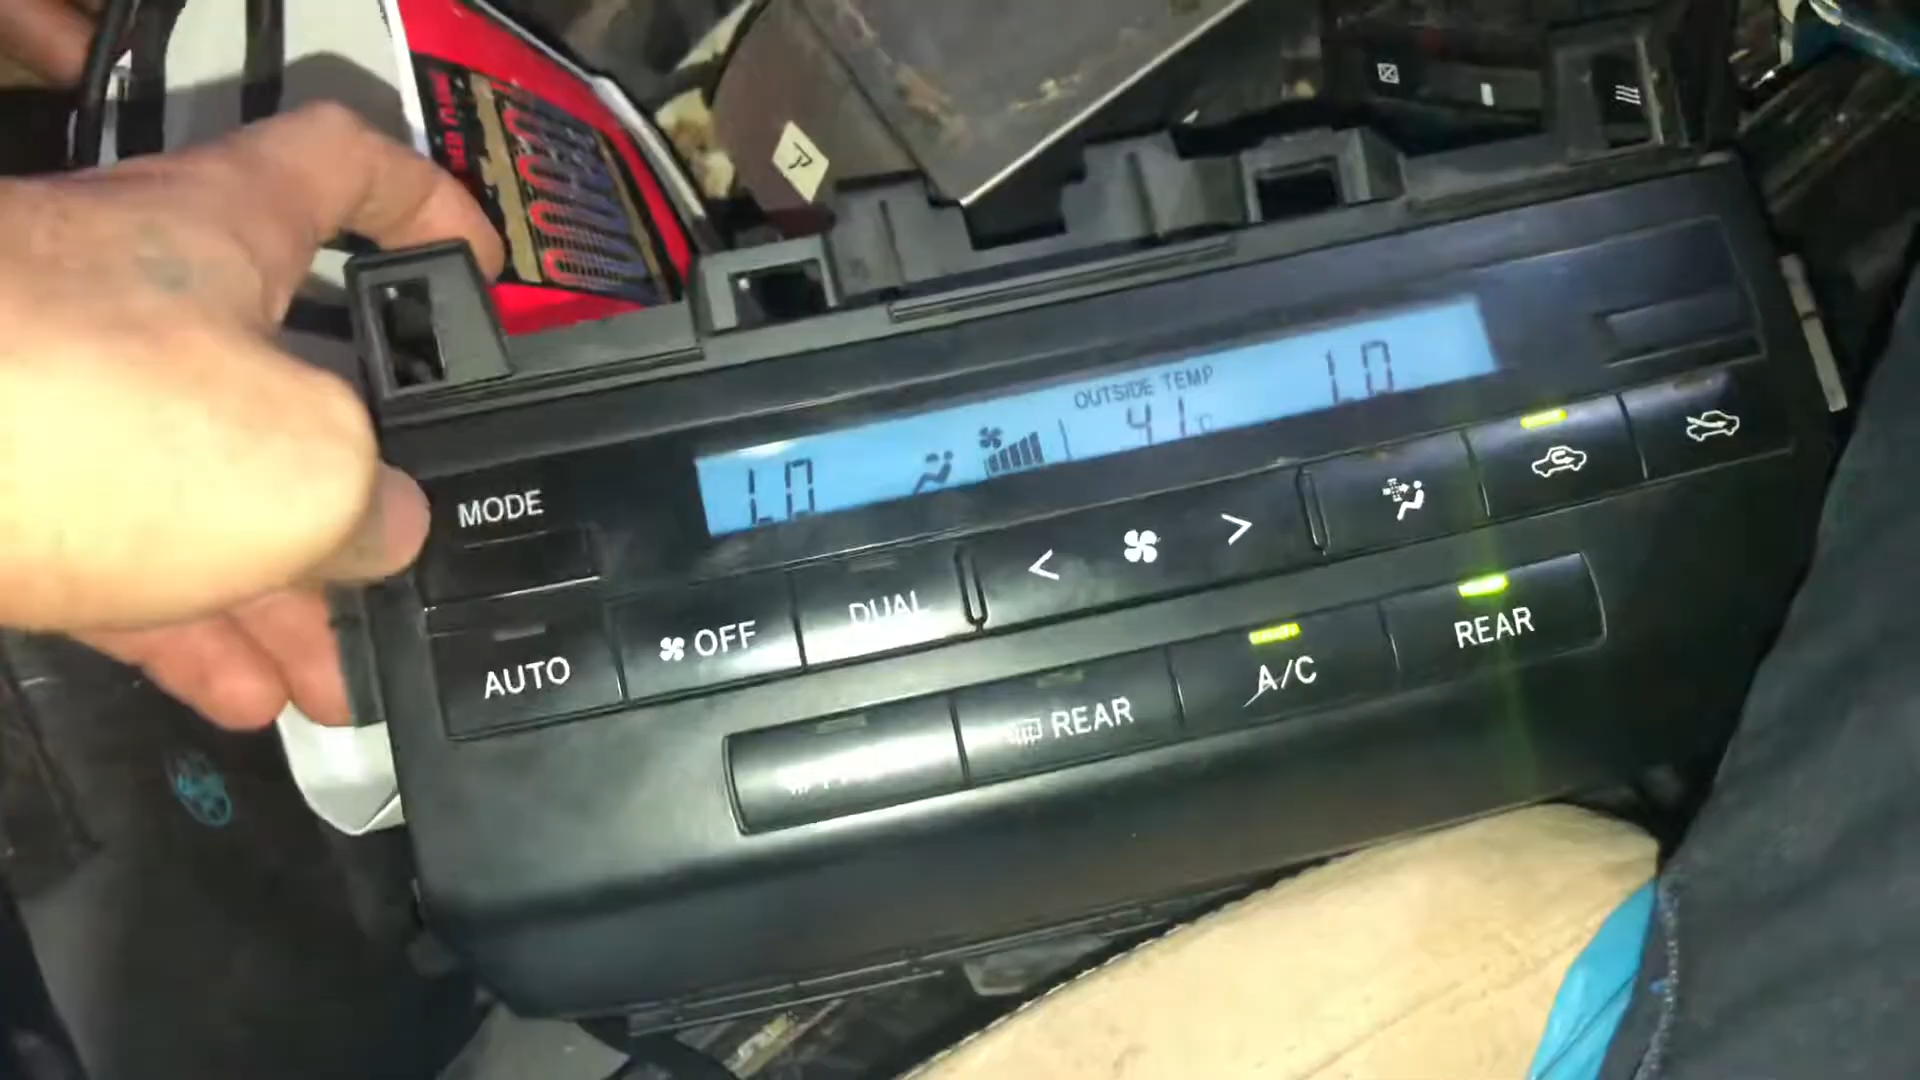 OUTSIDE TEMP
LO
41°C
LO
MODE
AUTO
OFF
DUAL
<
>
REAR
A/C
REAR